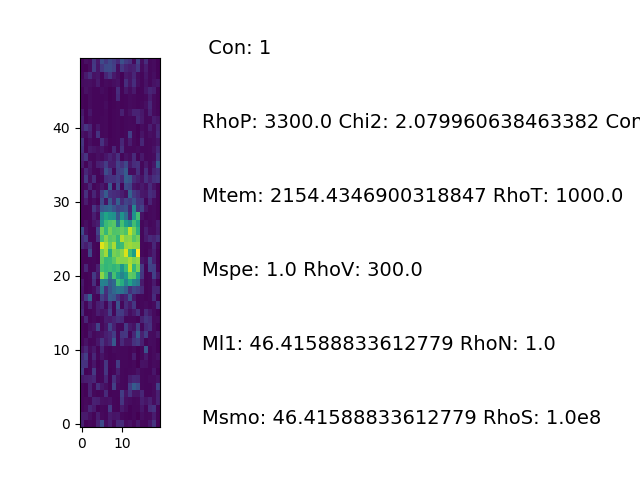 Con: 1
RhoP: 3300.0 Chi2: 2.079960638463382 Con
40
Mtem: 2154.4346900318847 RhoT: 1000.0
30
Mspe: 1.0 RhoV: 300.0
20
Ml1: 46.41588833612779 RhoN: 1.0
10
Msmo: 46.41588833612779 RhoS: 1.0e8
0
0 10